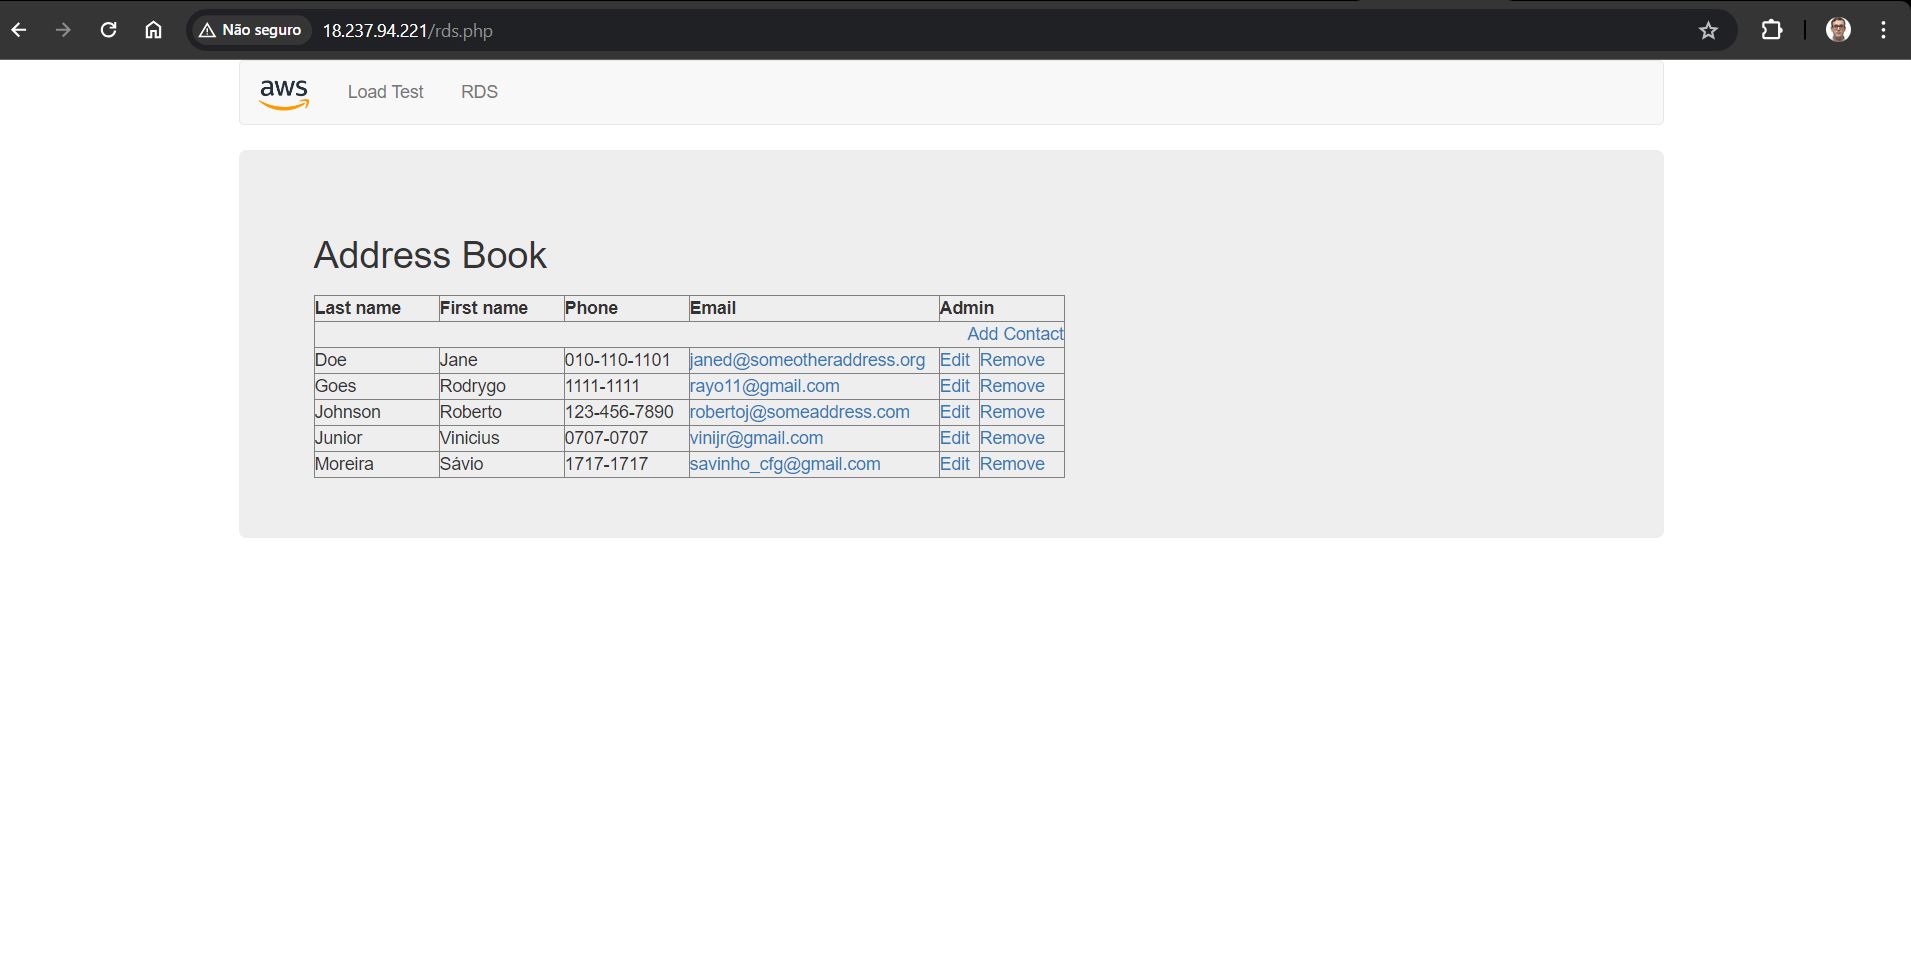 Não seguro 18.237.94.221/rds.php
aws Load Test RDS
Address Book
Last name First name Phone Email Admin
Add Contact
Doe Jane 010-110-1101 janed@someotheraddress.org Edit Remove
Goes Rodrygo 1111-1111 rayo11@gmail.com Edit Remove
Johnson Roberto 123-456-7890 robertoj@someaddress.com Edit Remove
Junior Vinicius 0707-0707 vinijr@gmail.com Edit Remove
Moreira Sávio 1717-1717 savinho_cfg@gmail.com Edit Remove